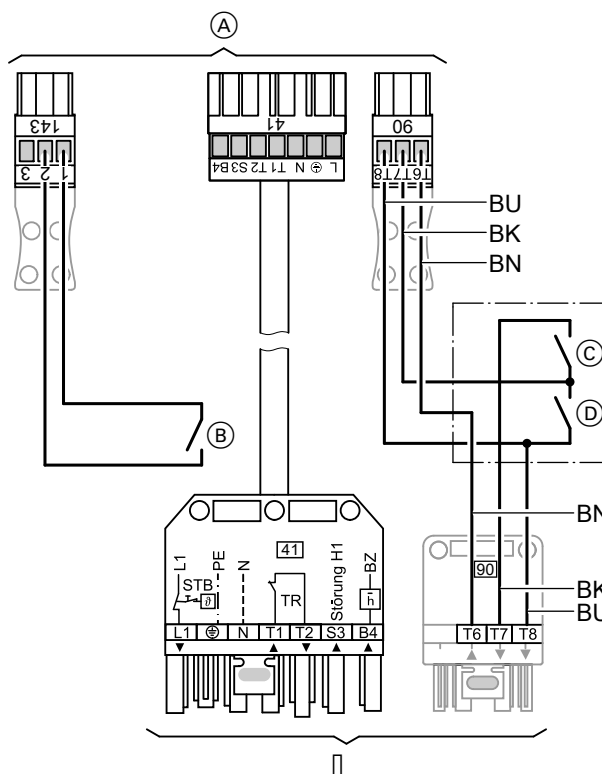 A
143
3 2 1
41
B4 S3 T2 T1 N L
90
T8 T7 T6
BU
BK
BN
C
D
B
BN
BK
BU
L1
STB
ϑ
PE
N
41
TR
Störung H1
BZ
h
L1 N T1 T2 S3 B4
90
T6 T7 T8